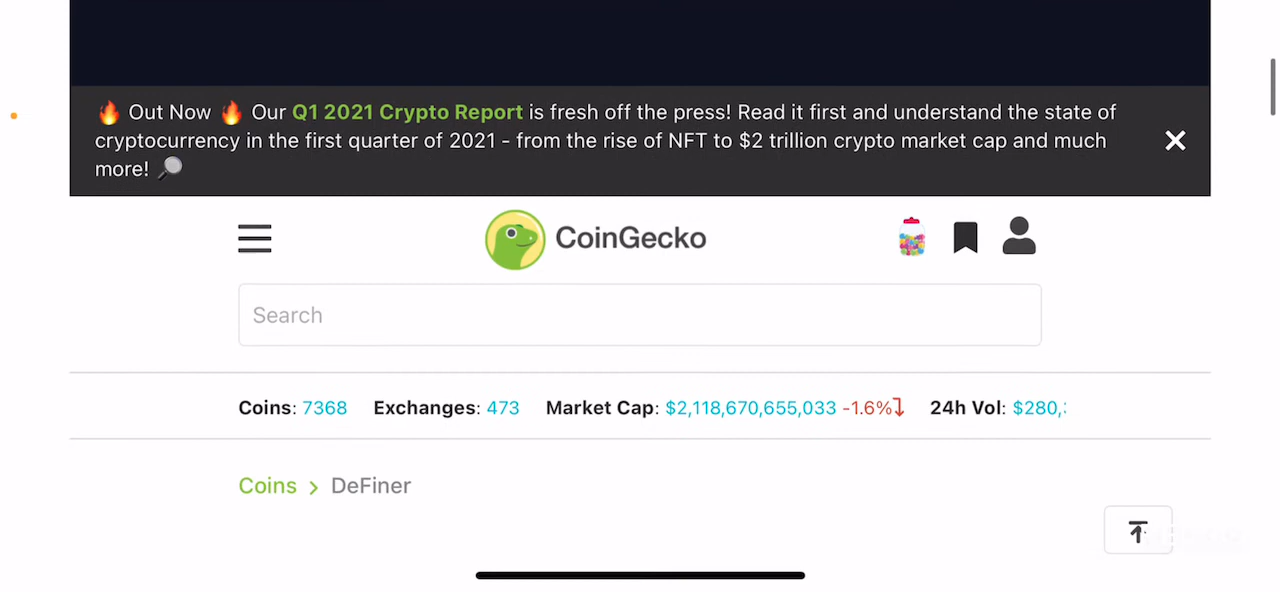 🔥 Out Now 🔥 Our Q1 2021 Crypto Report is fresh off the press! Read it first and understand the state of
cryptocurrency in the first quarter of 2021 - from the rise of NFT to $2 trillion crypto market cap and much
more! 🔎
CoinGecko
Search
Coins: 7368 Exchanges: 473 Market Cap: $2,118,670,655,033 -1.6% 24h Vol: $280,
Coins > DeFiner